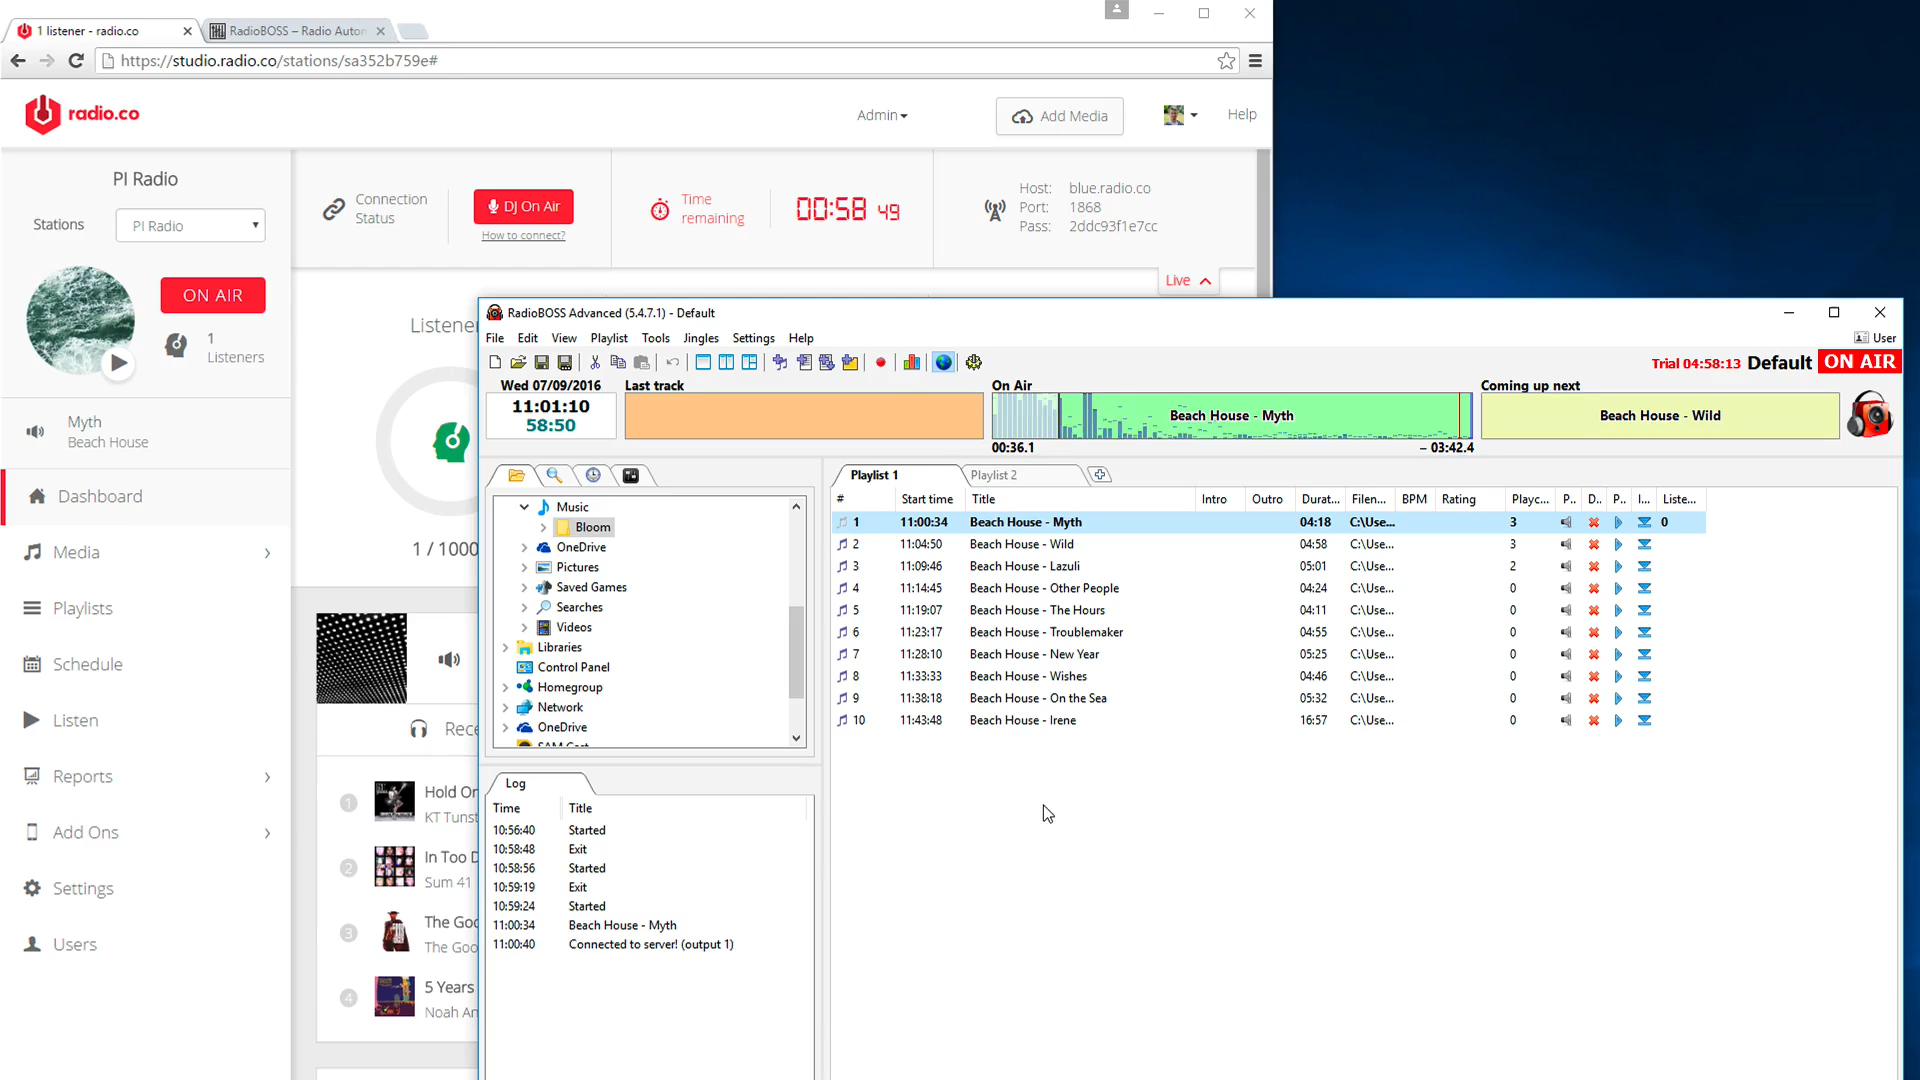 1 listener - radio.co
RadioBOSS – Radio Autom
https://studio.radio.co/stations/sa352b759e#
radio.co
Admin
Add Media
Help
PI Radio
Stations
PI Radio
ON AIR
1
Listeners
Myth
Beach House
Dashboard
Media
Playlists
Schedule
Listen
Reports
Add Ons
Settings
Users
Connection
Status
DJ On Air
How to connect?
Time
remaining
00:58 49
Host: blue.radio.co
Port: 1868
Pass: 2ddc93f1e7cc
Live
Listene
1 / 1000
Rece
1
Hold On
KT Tunst
2
In Too D
Sum 41
3
The Goo
The Goo
4
5 Years
Noah An
RadioBOSS Advanced (5.4.7.1) - Default
File Edit View Playlist Tools Jingles Settings Help
User
Trial 04:58:13 Default ON AIR
Wed 07/09/2016
11:01:10
58:50
Last track
On Air
Beach House - Myth
00:36.1
– 03:42.4
Coming up next
Beach House - Wild
Music
Bloom
OneDrive
Pictures
Saved Games
Searches
Videos
Libraries
Control Panel
Homegroup
Network
OneDrive
SAM Cast
Log
Time Title
10:56:40 Started
10:58:48 Exit
10:58:56 Started
10:59:19 Exit
10:59:24 Started
11:00:34 Beach House - Myth
11:00:40 Connected to server! (output 1)
Playlist 1
Playlist 2
# Start time Title Intro Outro Durat... Filen... BPM Rating Playc... P.. D.. P.. I... Liste...
1 11:00:34 Beach House - Myth 04:18 C:\Use... 3 0
2 11:04:50 Beach House - Wild 04:58 C:\Use... 3
3 11:09:46 Beach House - Lazuli 05:01 C:\Use... 2
4 11:14:45 Beach House - Other People 04:24 C:\Use... 0
5 11:19:07 Beach House - The Hours 04:11 C:\Use... 0
6 11:23:17 Beach House - Troublemaker 04:55 C:\Use... 0
7 11:28:10 Beach House - New Year 05:25 C:\Use... 0
8 11:33:33 Beach House - Wishes 04:46 C:\Use... 0
9 11:38:18 Beach House - On the Sea 05:32 C:\Use... 0
10 11:43:48 Beach House - Irene 16:57 C:\Use... 0